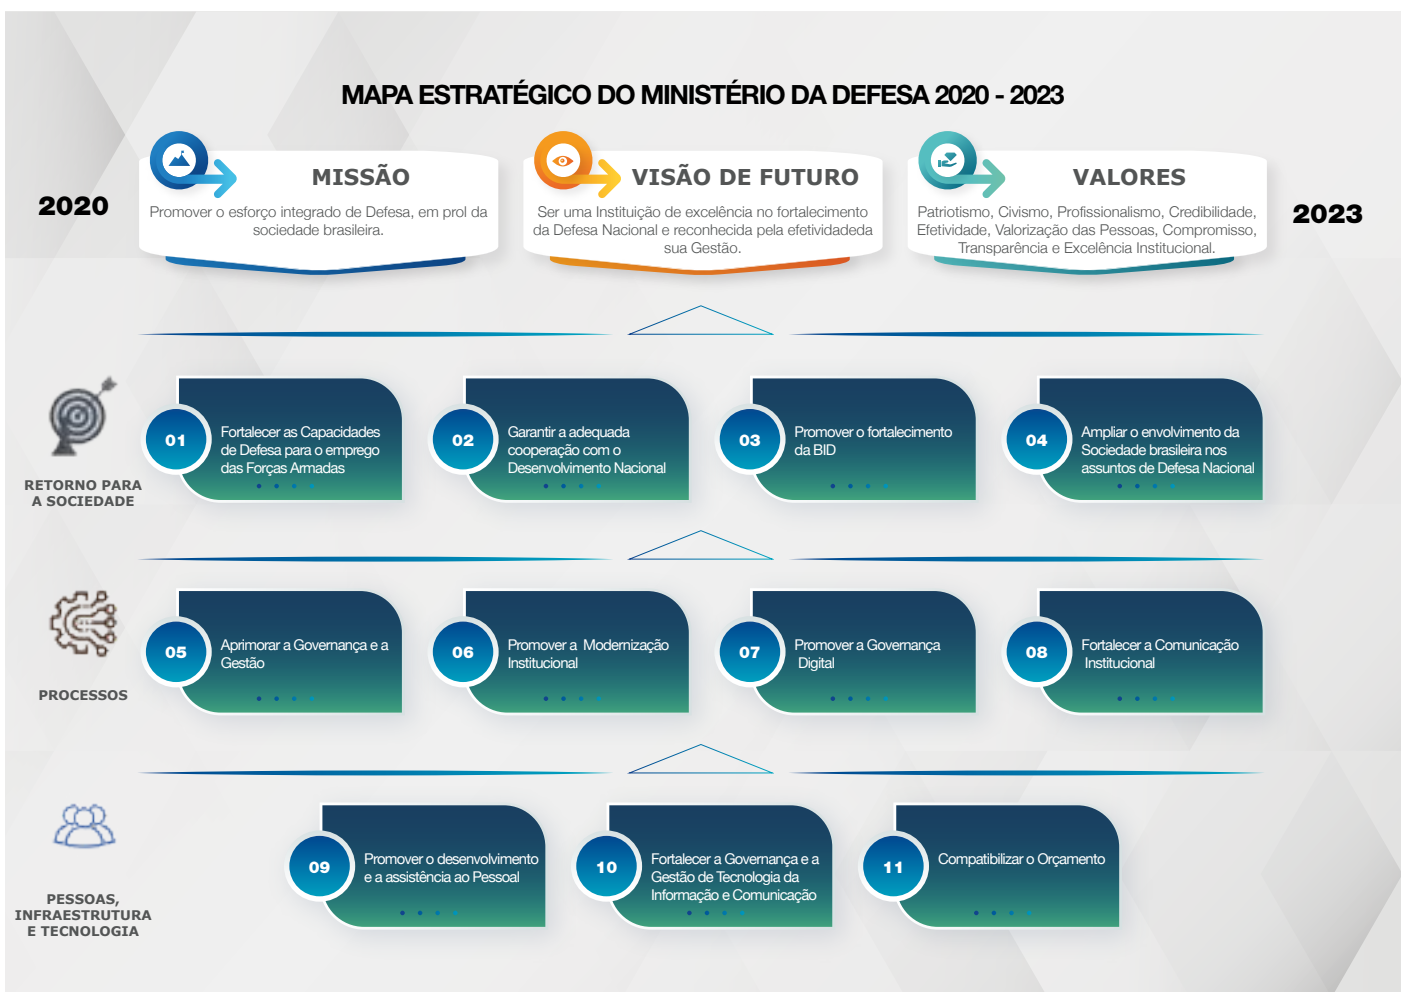 MAPA ESTRATÉGICO DO MINISTÉRIO DA DEFESA 2020 - 2023
2020
MISSÃO
Promover o esforço integrado de Defesa, em prol da
sociedade brasileira.
VISÃO DE FUTURO
Ser uma Instituição de excelência no fortalecimento
da Defesa Nacional e reconhecida pela efetividadeda
sua Gestão.
VALORES
Patriotismo, Civismo, Profissionalismo, Credibilidade,
Efetividade, Valorização das Pessoas, Compromisso,
Transparência e Excelência Institucional.
2023
RETORNO PARA
A SOCIEDADE
01
Fortalecer as Capacidades
de Defesa para o emprego
das Forças Armadas
02
Garantir a adequada
cooperação com o
Desenvolvimento Nacional
03
Promover o fortalecimento
da BID
04
Ampliar o envolvimento da
Sociedade brasileira nos
assuntos de Defesa Nacional
PROCESSOS
05
Aprimorar a Governança e a
Gestão
06
Promover a Modernização
Institucional
07
Promover a Governança
Digital
08
Fortalecer a Comunicação
Institucional
PESSOAS,
INFRAESTRUTURA
E TECNOLOGIA
09
Promover o desenvolvimento
e a assistência ao Pessoal
10
Fortalecer a Governança e a
Gestão de Tecnologia da
Informação e Comunicação
11
Compatibilizar o Orçamento